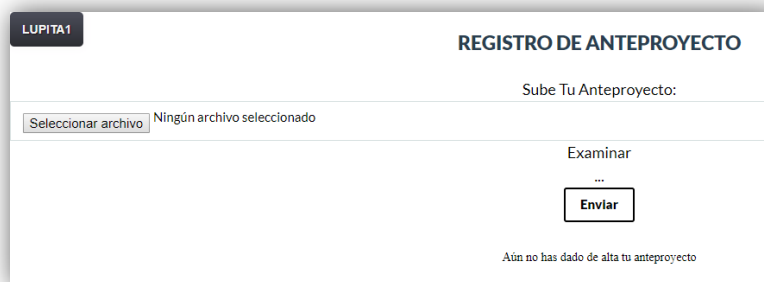 LUPITA1
REGISTRO DE ANTEPROYECTO
Sube Tu Anteproyecto:
Seleccionar archivo Ningún archivo seleccionado
Examinar
...
Enviar
Aún no has dado de alta tu anteproyecto